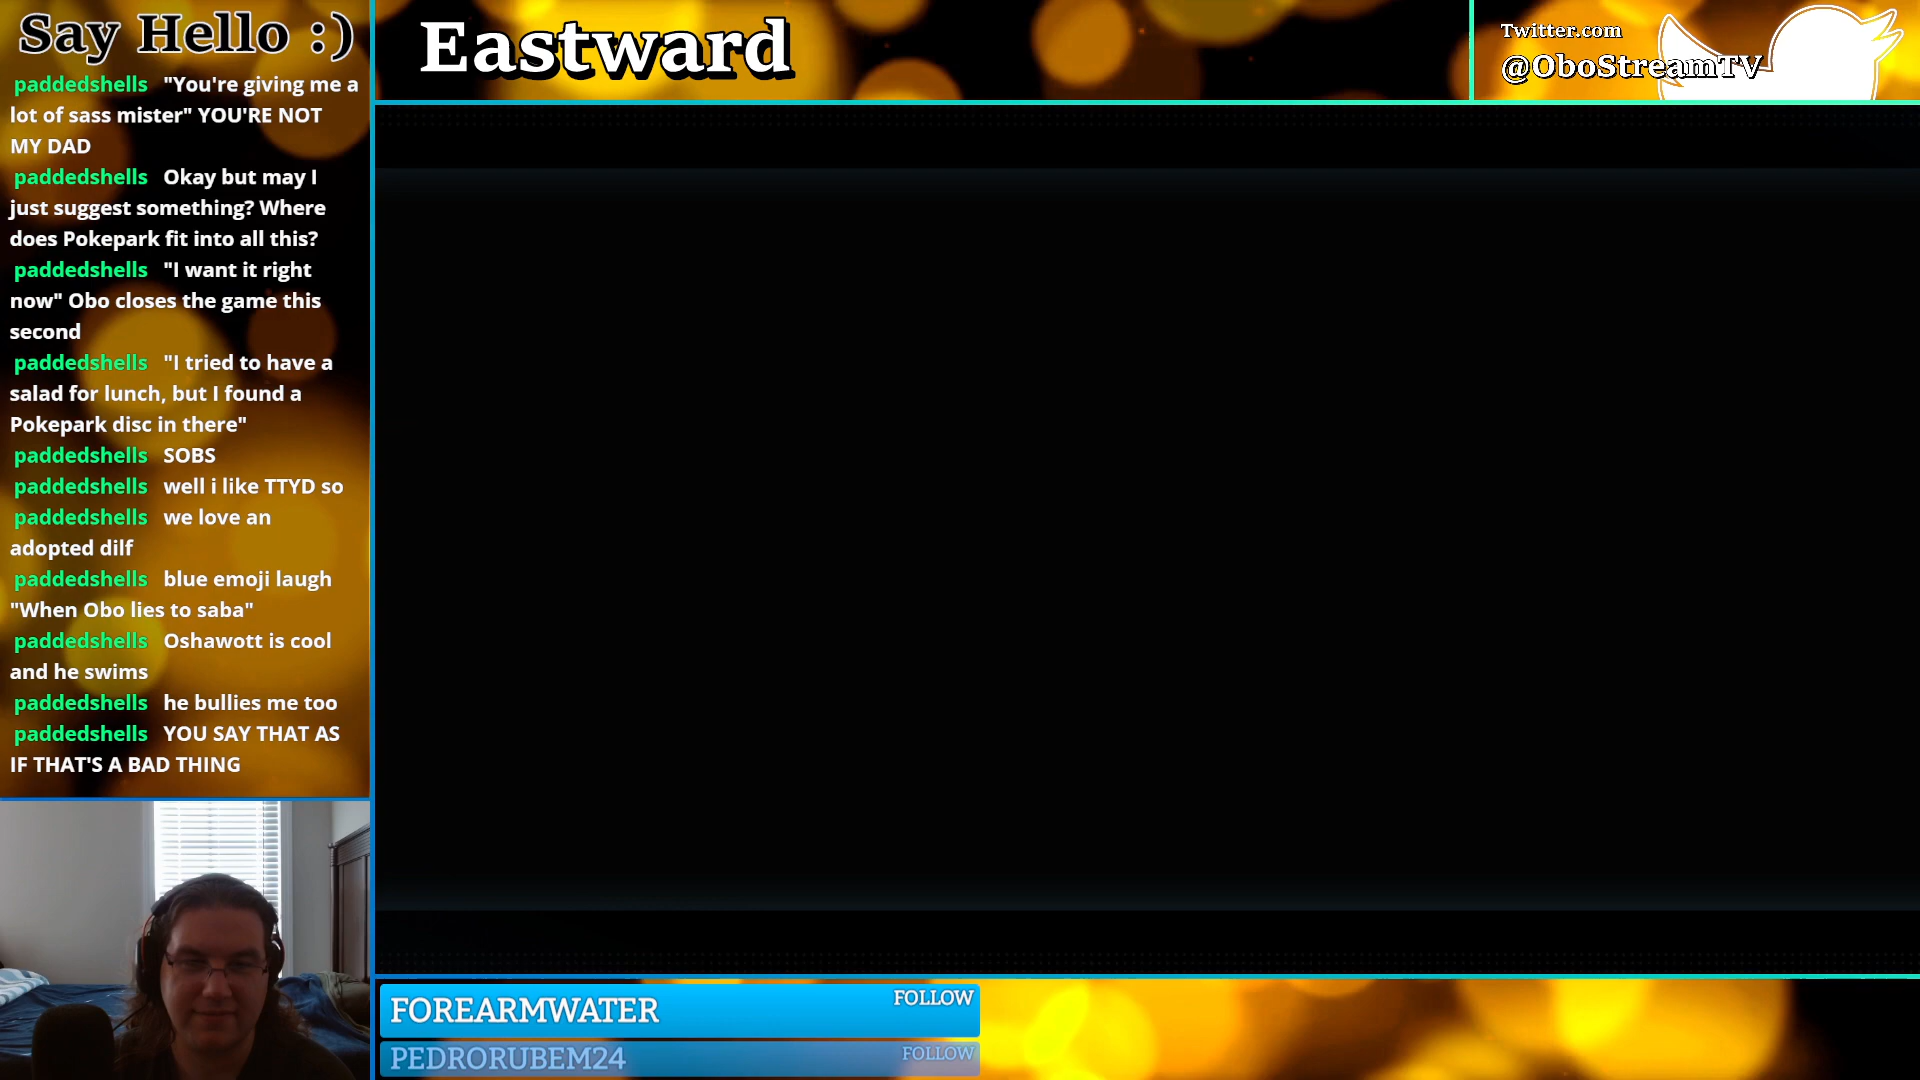 Say Hello :)
paddedshells "You're giving me a
lot of sass mister" YOU'RE NOT
MY DAD
paddedshells Okay but may I
just suggest something? Where
does Pokepark fit into all this?
paddedshells "I want it right
now" Obo closes the game this
second
paddedshells "I tried to have a
salad for lunch, but I found a
Pokepark disc in there"
paddedshells SOBS
paddedshells well i like TTYD so
paddedshells we love an
adopted dilf
paddedshells blue emoji laugh
"When Obo lies to saba"
paddedshells Oshawott is cool
and he swims
paddedshells he bullies me too
paddedshells YOU SAY THAT AS
IF THAT'S A BAD THING
Eastward
Twitter.com
@OboStreamTV
FOREARMWATER FOLLOW
PEDRORUBEM24 FOLLOW